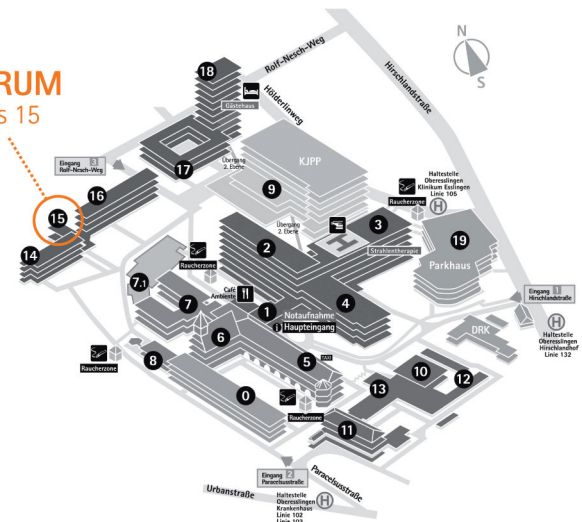 RUM
s 15
N
S
Rolf-Nesch-Weg
Hirschlandstraße
18
Gästehaus
Hölderlinweg
Eingang 3
Rolf-Nesch-Weg
17
Übergang
2. Ebene
KJPP
9
16
15
14
Haltestelle
Oberesslingen
Klinikum Esslingen
Linie 105
H
Raucherzone
3
Übergang
2. Ebene
H
Strahlentherapie
2
19
Parkhaus
7.1
Raucherzone
7
Café
Ambiente
4
Eingang 1
Hirschlandstraße
1
Notaufnahme
i Haupteingang
6
DRK
H
Haltestelle
Oberesslingen
Hirschlandhof
Linie 132
Raucherzone
8
5
TAXI
10
12
13
0
Raucherzone
11
Eingang 2
Paracelsusstraße
Paracelsusstraße
Urbanstraße
Haltestelle
Oberesslingen
Krankenhaus
Linie 102
Linie 103
H